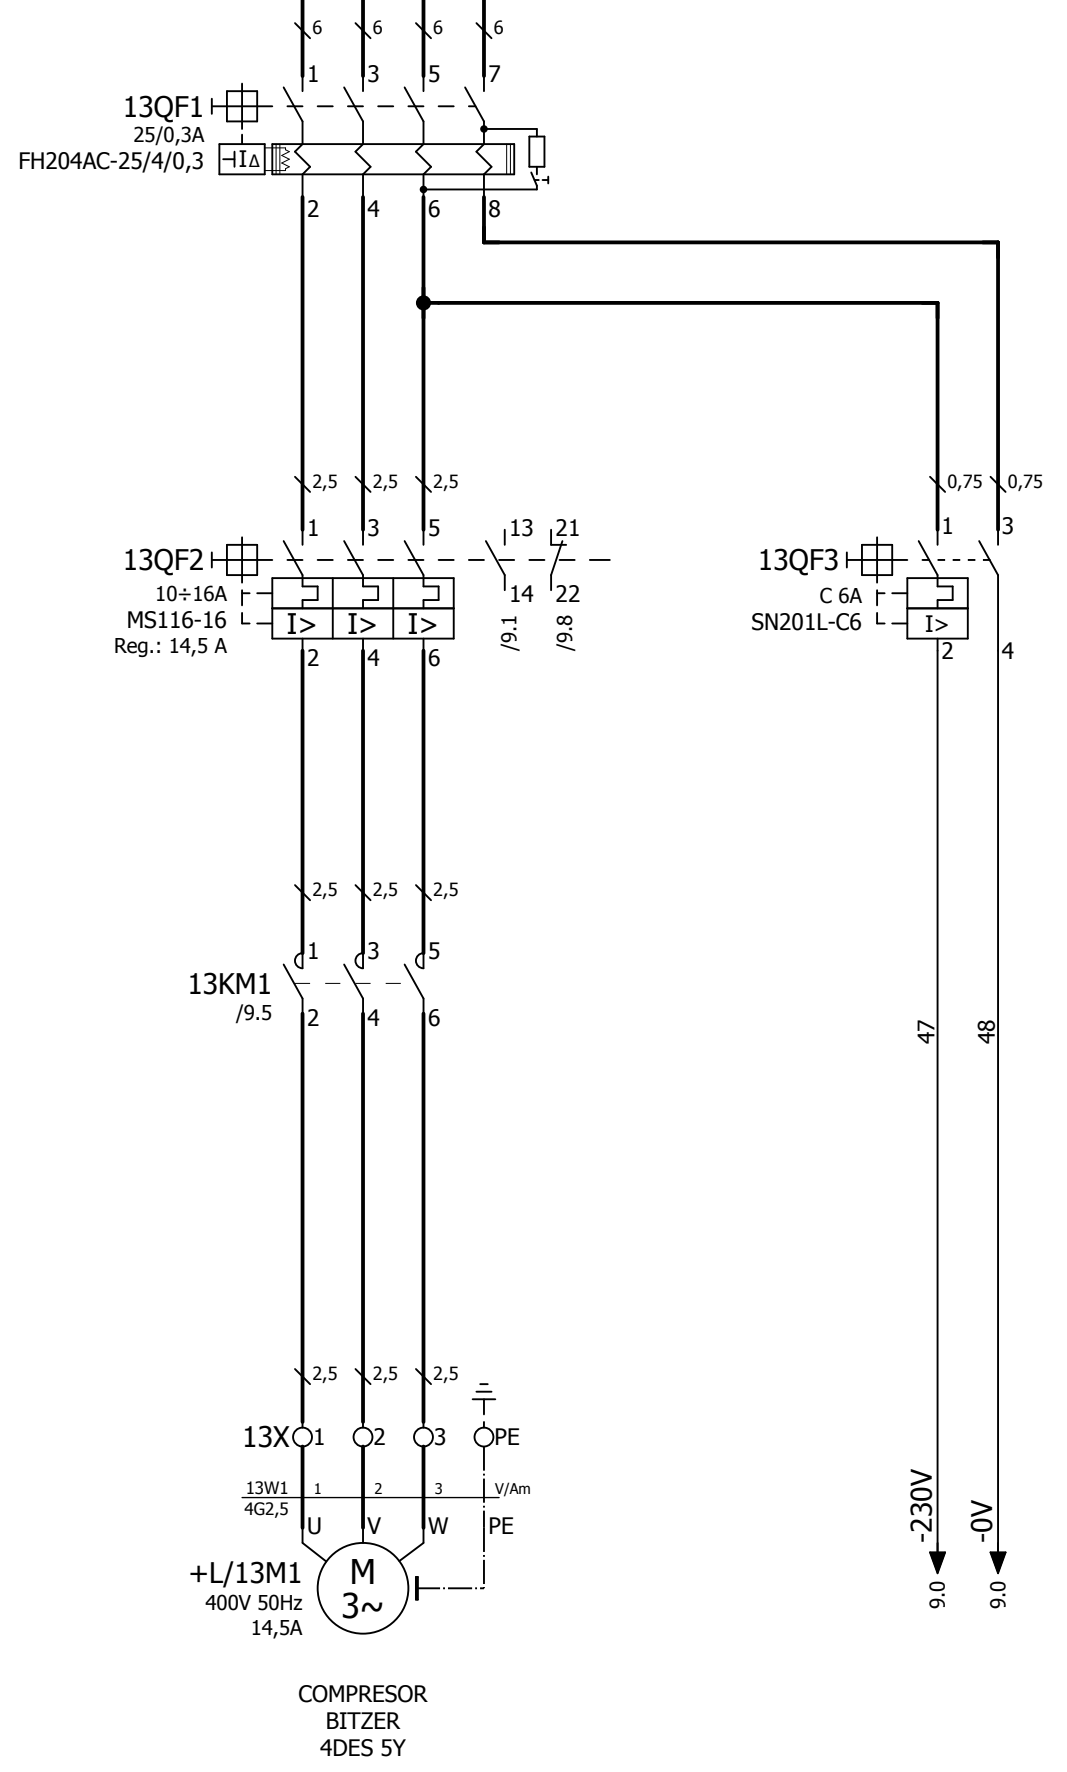 6 6 6 6
1 3 5 7
13QF1
25/0,3A
FH204AC-25/4/0,3
⊣I∆
2 4 6 8
2,5 2,5 2,5 0,75 0,75
1 3 5 13 21 1 3
13QF2 13QF3
10÷16A 14 22 C 6A
MS116-16 I> I> I> /9.1 /9.8 SN201L-C6 I>
Reg.: 14,5 A
2 4 6 2 4
2,5 2,5 2,5
1 3 5
13KM1
/9.5
2 4 6
47 48
2,5 2,5 2,5
13X 1 2 3 PE
13W1 1 2 3 V/Am
4G2,5
U V W PE
-230V -0V
+L/13M1 M
400V 50Hz 3~
14,5A
9.0 9.0
COMPRESOR
BITZER
4DES 5Y